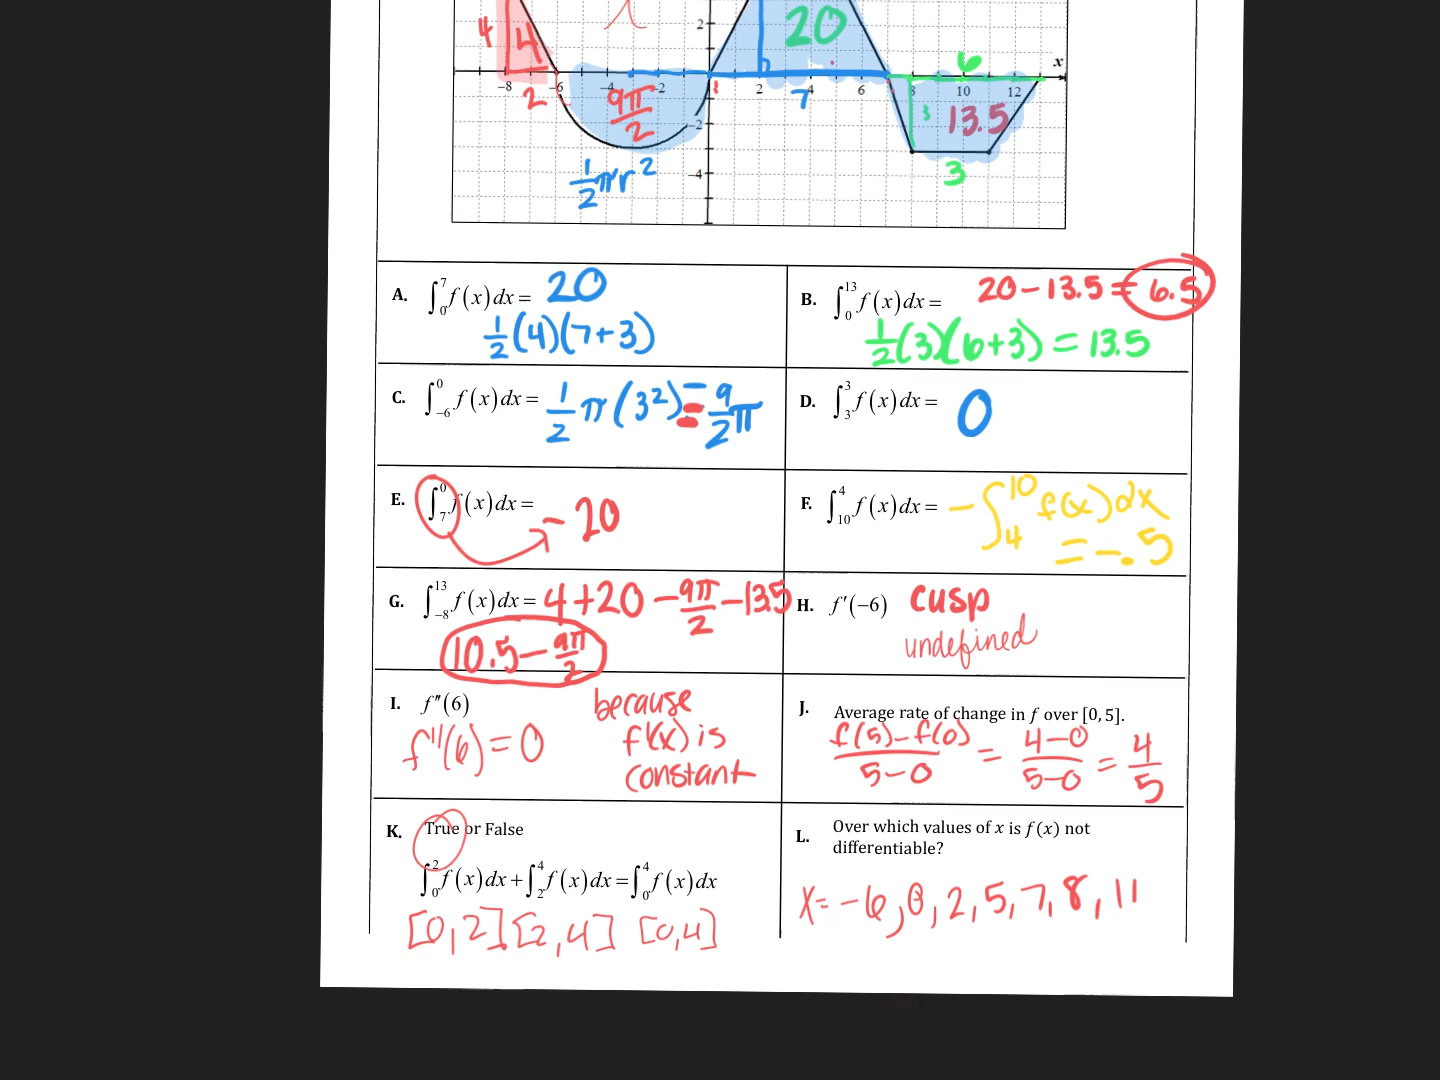 4 4 2 20 6 x
-8 -6 -4 -2 2 4 6 8 10 12
2 9π/2 7 3 13.5
-2
1/2 πr² -4 3
A. ∫₀⁷ f(x)dx = 20
1/2(4)(7+3)
B. ∫₀¹³ f(x)dx = 20-13.5 = 6.5
1/2(3)(6+3) = 13.5
C. ∫₋₆⁰ f(x)dx = 1/2 π(3²) = -9/2 π
D. ∫₃³ f(x)dx = 0
E. ∫₇⁰ f(x)dx = -20
F. ∫₁₀⁴ f(x)dx = -∫₄¹⁰ f(x)dx
= -.5
G. ∫₋₈¹³ f(x)dx = 4+20-9π/2-13.5
10.5-9π/2
H. f'(-6) cusp
undefined
I. f"(6) because
f"(6)=0 f'(x) is
constant
J. Average rate of change in f over [0,5].
f(5)-f(0)/5-0 = 4-0/5-0 = 4/5
K. True or False
∫₀² f(x)dx+∫₂⁴ f(x)dx=∫₀⁴ f(x)dx
[0,2] [2,4] [0,4]
L. Over which values of x is f(x) not
differentiable?
x= -6, 0, 2, 5, 7, 8, 11